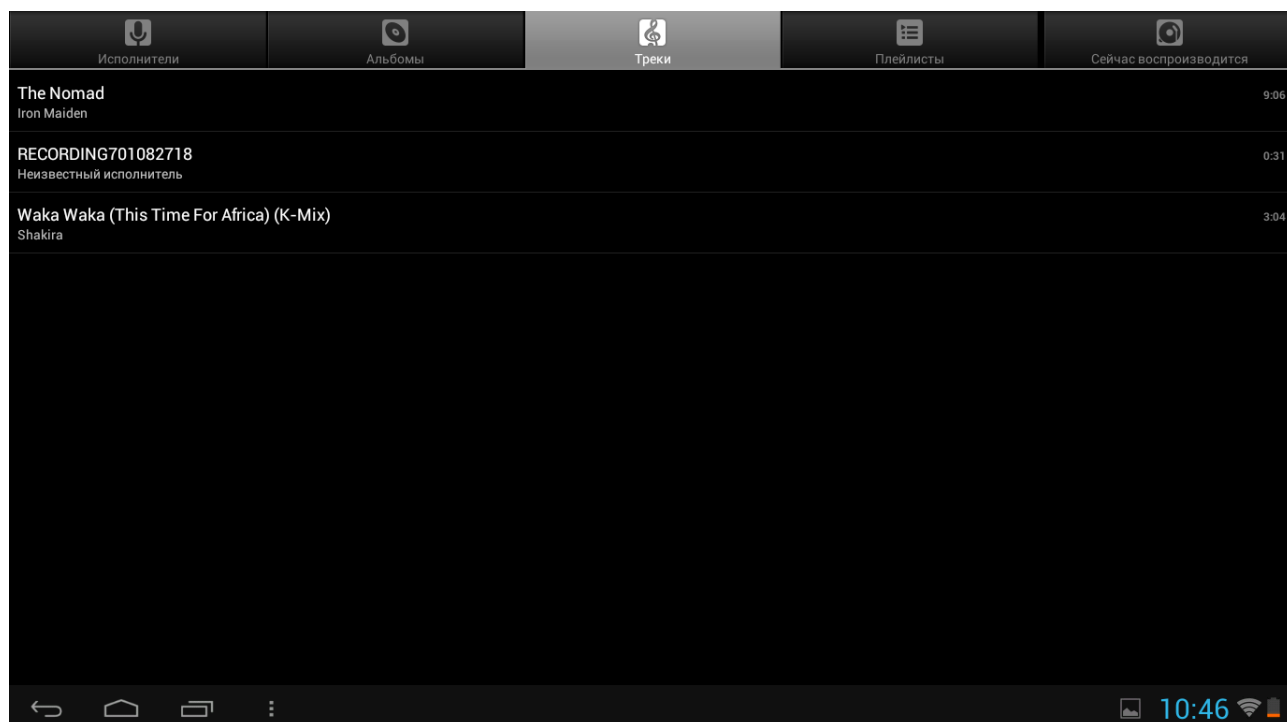 Исполнители
Альбомы
Треки
Плейлисты
Сейчас воспроизводится
The Nomad
9:06
Iron Maiden
RECORDING701082718
0:31
Неизвестный исполнитель
Waka Waka (This Time For Africa) (K-Mix)
3:04
Shakira
10:46